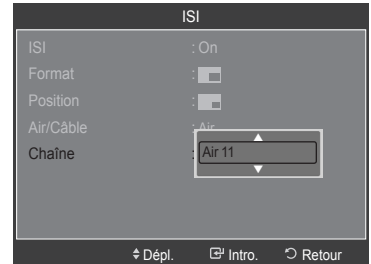 ISI
ISI : On
Format :
Position :
Air/Câble : Air
Chaîne : Air 11
Dépl. Intro. Retour